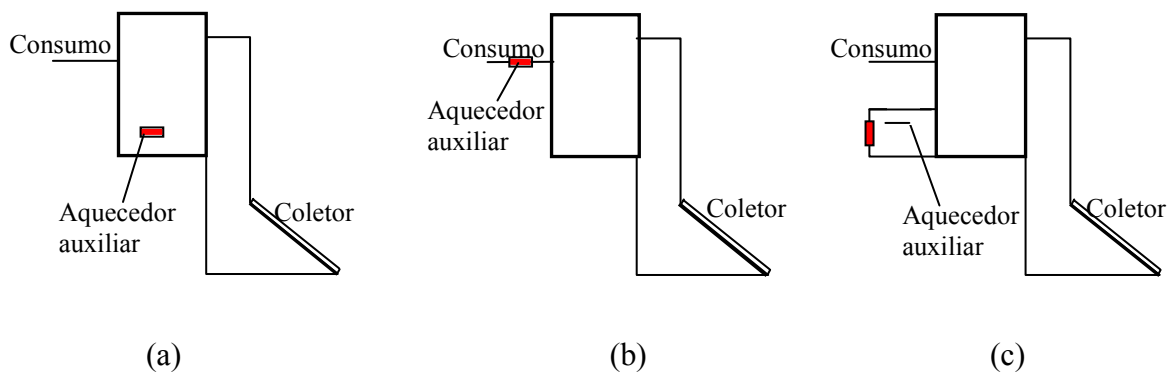 Consumo
Aquecedor
auxiliar
Coletor
(a)
Consumo
Aquecedor
auxiliar
Coletor
(b)
Consumo
Aquecedor
auxiliar
Coletor
(c)